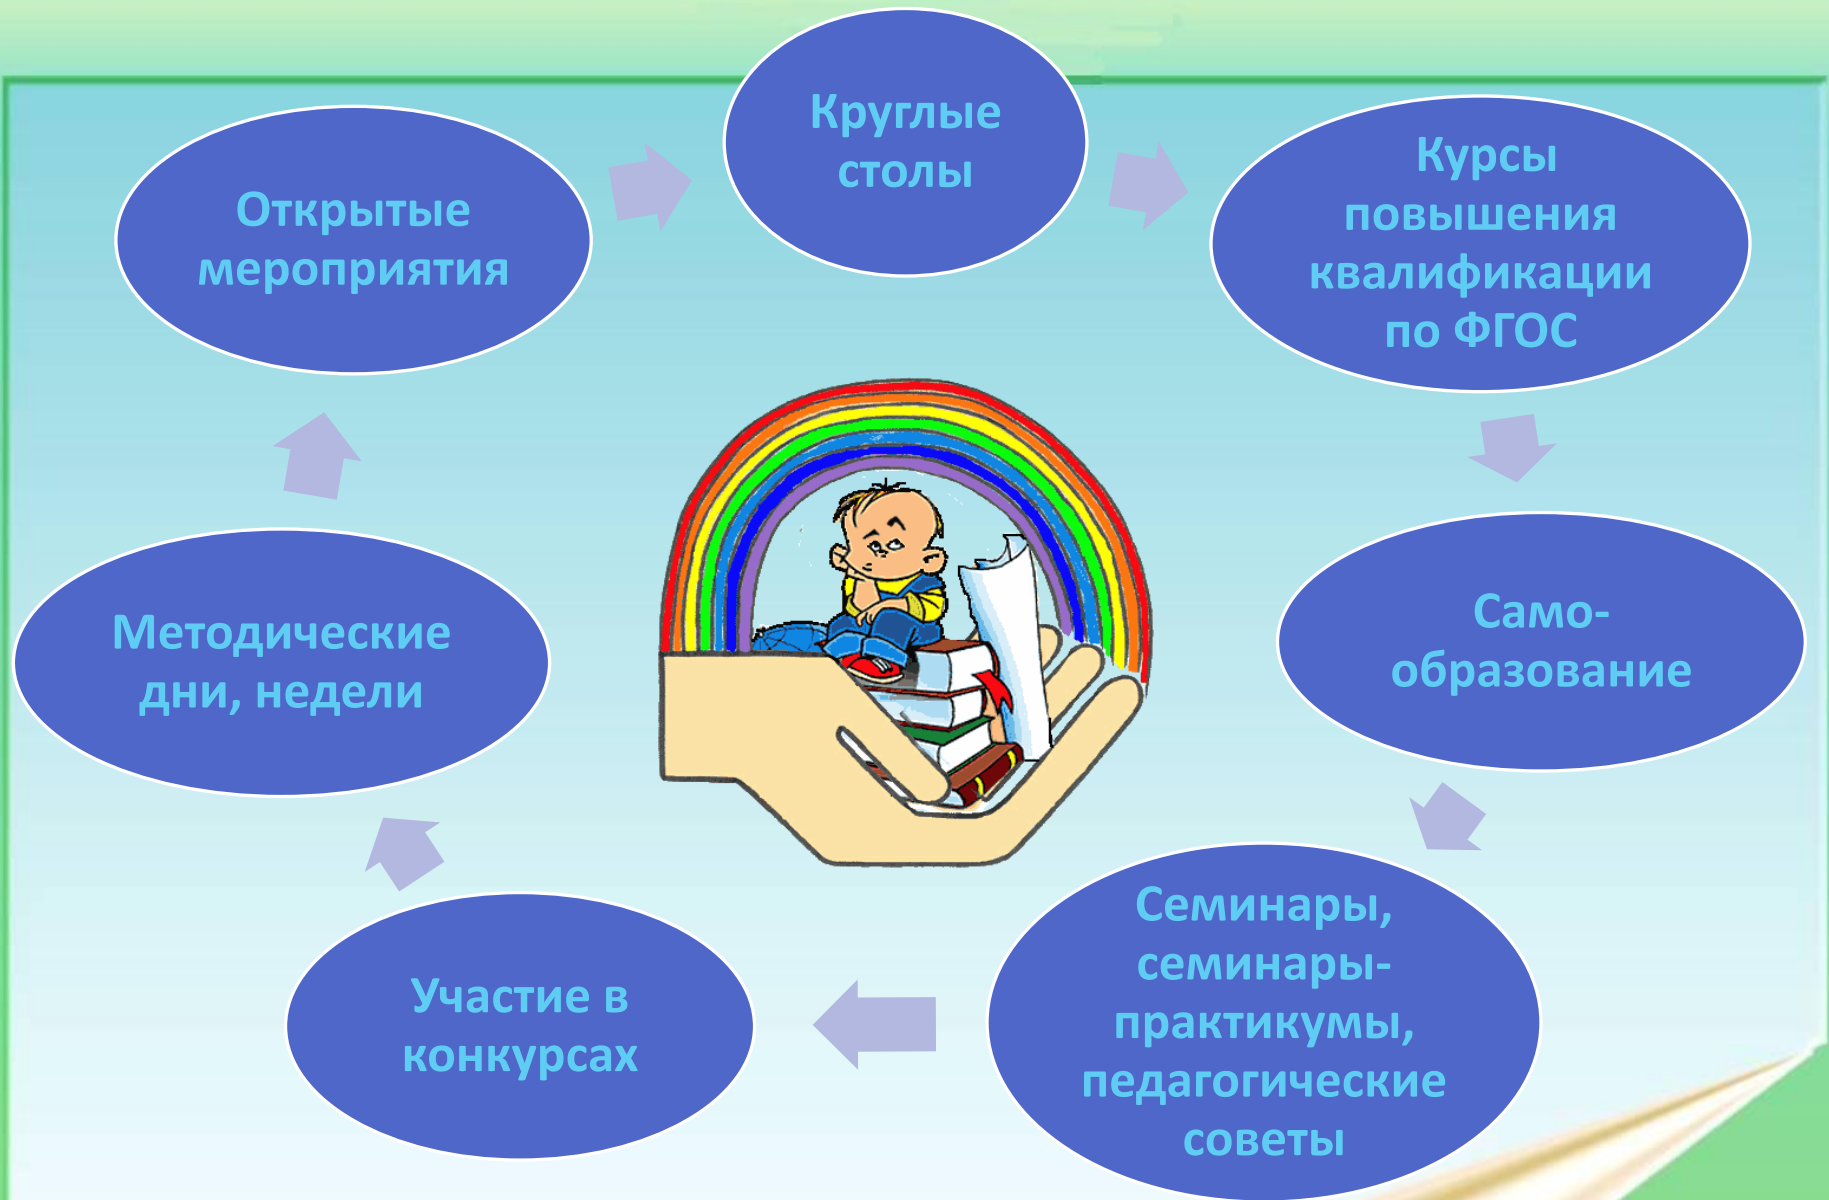 Круглые
столы
Курсы
повышения
квалификации
по ФГОС
Само-
образование
Семинары,
семинары-
практикумы,
педагогические
советы
Участие в
конкурсах
Методические
дни, недели
Открытые
мероприятия